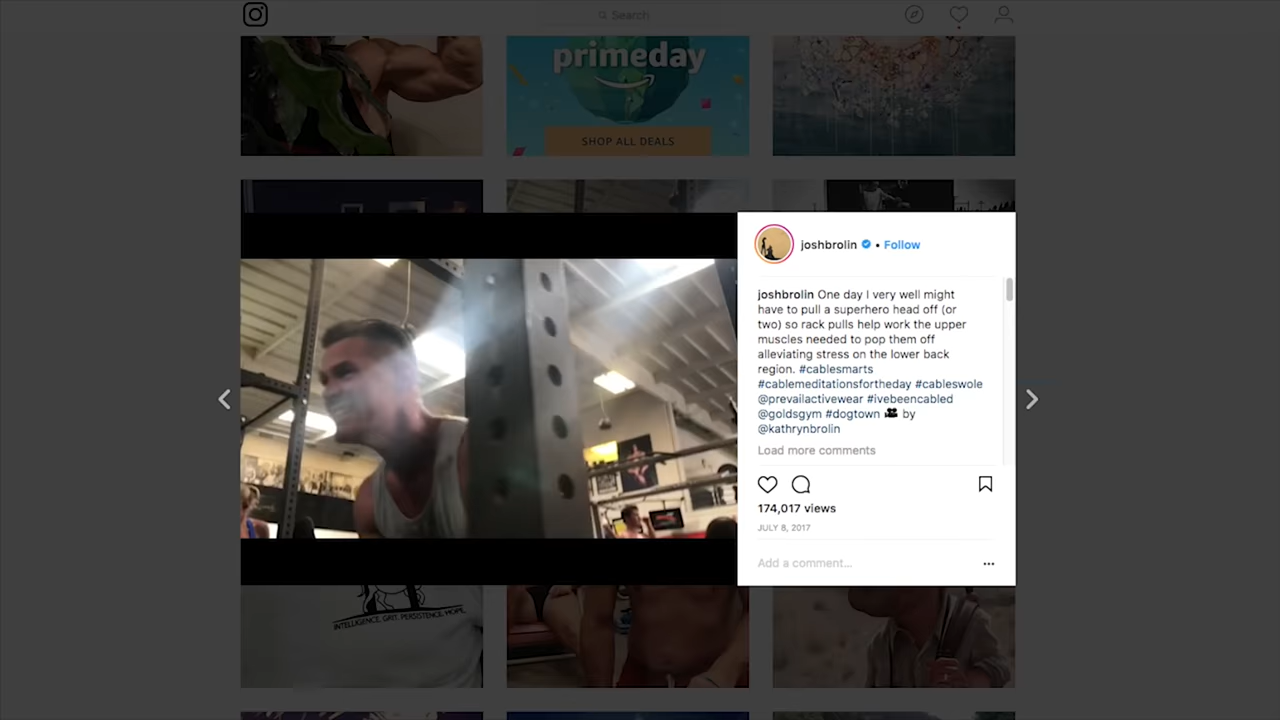 Search
primeday
SHOP ALL DEALS
joshbrolin • Follow
joshbrolin One day I very well might
have to pull a superhero head off (or
two) so rack pulls help work the upper
muscles needed to pop them off
alleviating stress on the lower back
region. #cablesmarts
#cablemeditationsfortheday #cableswole
@prevailactivewear #ivebeencabled
@goldsgym #dogtown 🎥 by
@kathrynbrolin
Load more comments
174,017 views
JULY 8, 2017
Add a comment...
INTELLIGENCE. GRIT. PERSISTENCE. HOPE.